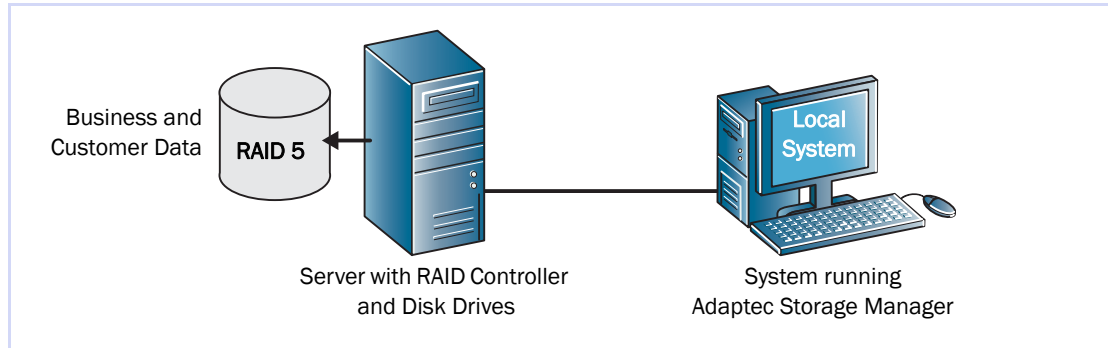 Business and
Customer Data
RAID 5
Local
System
Server with RAID Controller
and Disk Drives
System running
Adaptec Storage Manager